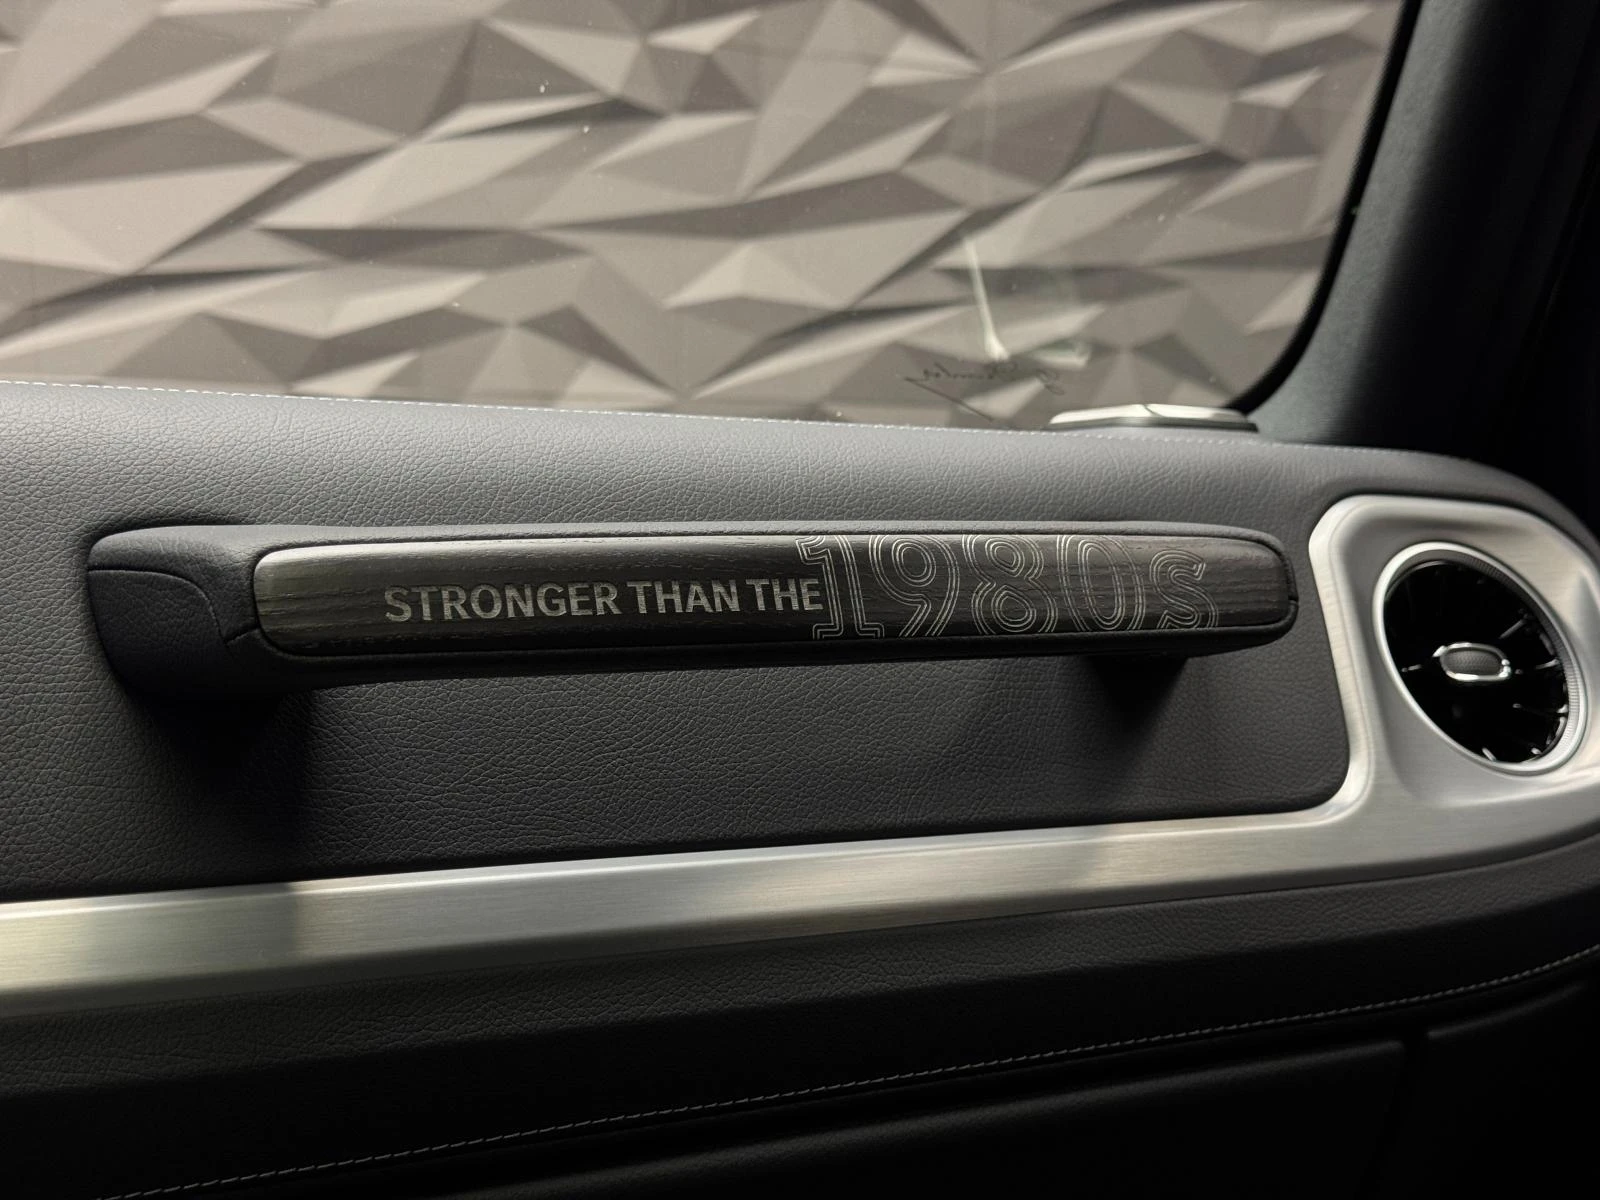 STRONGER THAN THE 1980s